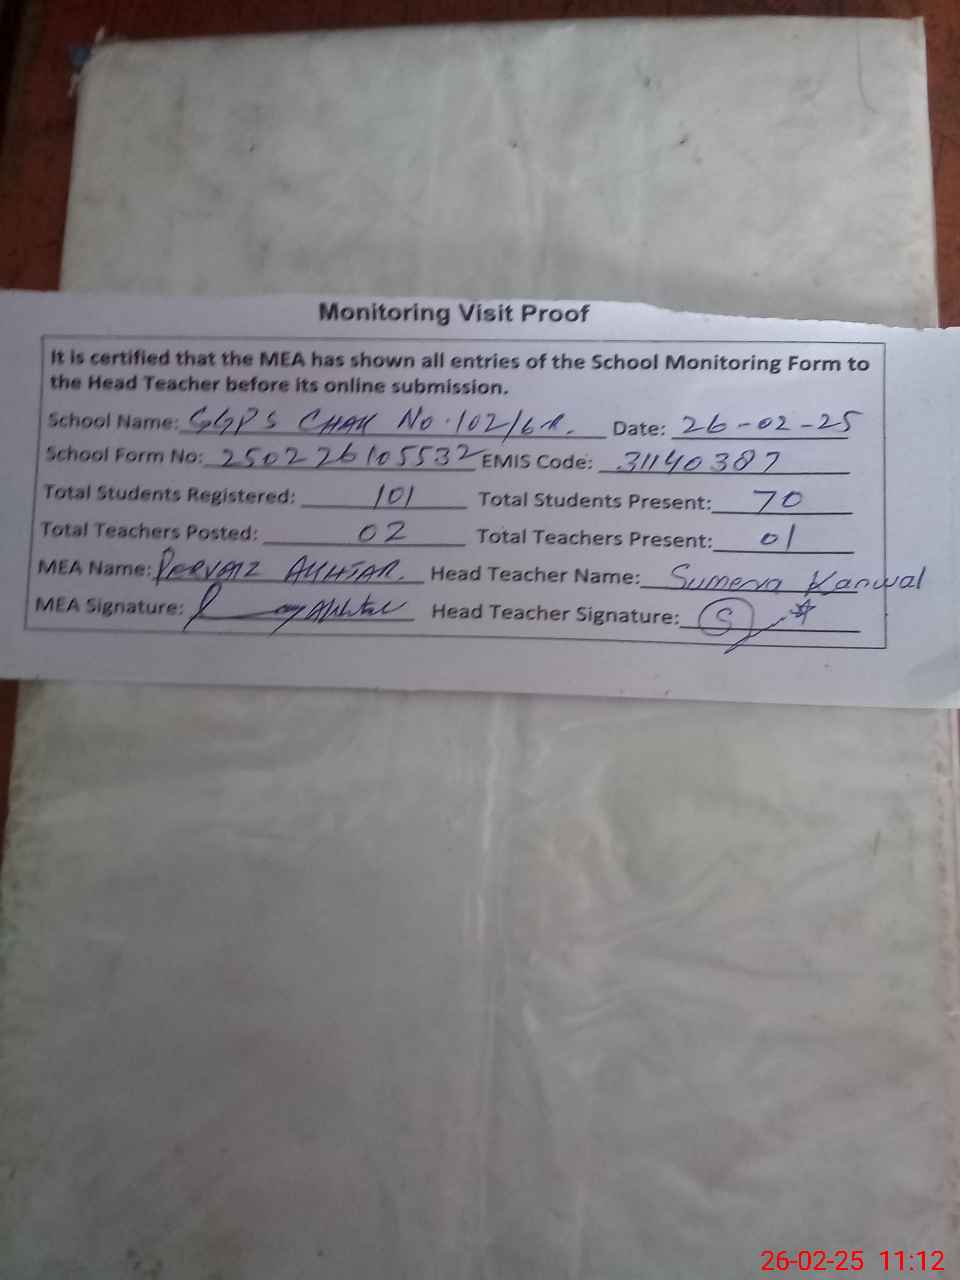 Monitoring Visit Proof
It is certified that the MEA has shown all entries of the School Monitoring Form to
the Head Teacher before its online submission.
School Name: GGPS CHAK No. 102/6R. Date: 26-02-25
School Form No: 250226105532 EMIS Code: 31140387
Total Students Registered: 101 Total Students Present: 70
Total Teachers Posted: 02 Total Teachers Present: 01
MEA Name: PERVAIZ AKHTAR. Head Teacher Name: Sumera Kanwal
MEA Signature: Head Teacher Signature: S
26-02-25 11:12